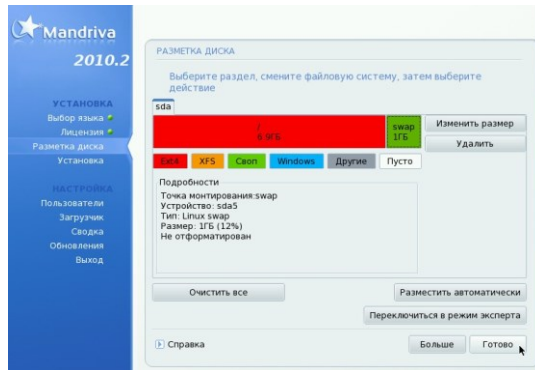 Mandriva
2010.2
УСТАНОВКА
Выбор языка
Лицензия
Разметка диска
Установка
НАСТРОЙКА
Пользователи
Загрузчик
Сводка
Обновления
Выход
РАЗМЕТКА ДИСКА
Выберите раздел, смените файловую систему, затем выберите
действие
sda
/
6.9ГБ
swap
1ГБ
Изменить размер
Удалить
Ext4
XFS
Своп
Windows
Другие
Пусто
Подробности
Точка монтирования:swap
Устройство: sda5
Тип: Linux swap
Размер: 1ГБ (12%)
Не отформатирован
Очистить все
Разместить автоматически
Переключиться в режим эксперта
Справка
Больше
Готово